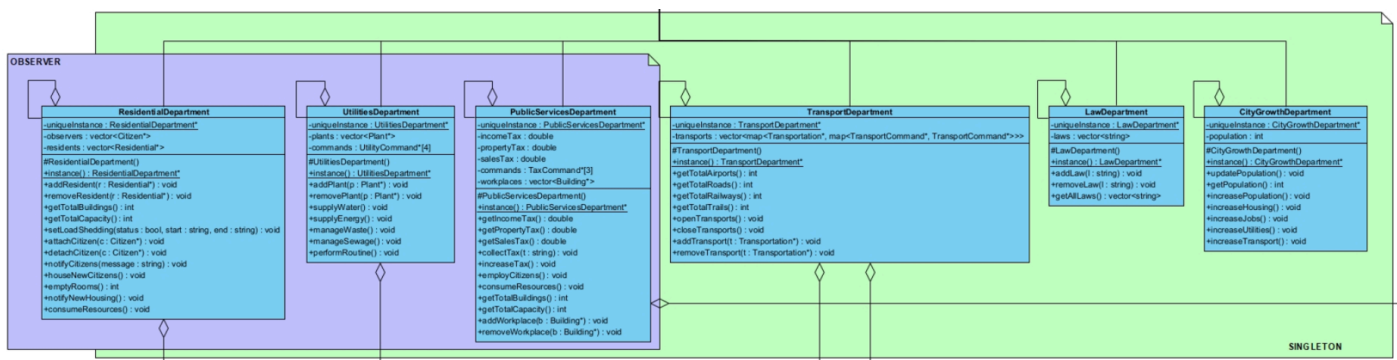 OBSERVER
ResidentialDepartment
-uniqueInstance : ResidentialDepartment*
-observers : vector<Citizen*>
-residents : vector<Residential*>
#ResidentialDepartment()
+instance() : ResidentialDepartment*
+addResident(r : Residential*) : void
+removeResident(r : Residential*) : void
+getTotalBuildings() : int
+getTotalCapacity() : int
+setLoadShedding(status : bool, start : string, end : string) : void
+attachCitizen(c : Citizen*) : void
+detachCitizen(c : Citizen*) : void
+notifyCitizens(message : string) : void
+houseNewCitizens() : void
+emptyRooms() : int
+notifyNewHousing() : void
+consumeResources() : void
UtilitiesDepartment
-uniqueInstance : UtilitiesDepartment*
-plants : vector<Plant*>
-commands : UtilityCommand*[4]
#UtilitiesDepartment()
+instance() : UtilitiesDepartment*
+addPlant(p : Plant*) : void
+removePlant(p : Plant*) : void
+supplyWater() : void
+supplyEnergy() : void
+manageWaste() : void
+manageSewage() : void
+performRoutine() : void
PublicServicesDepartment
-uniqueInstance : PublicServicesDepartment*
-incomeTax : double
-propertyTax : double
-salesTax : double
-commands : TaxCommand*[3]
-workplaces : vector<Building*>
#PublicServicesDepartment()
+instance() : PublicServicesDepartment*
+getIncomeTax() : double
+getPropertyTax() : double
+getSalesTax() : double
+collectTax(t : string) : void
+increaseTax() : void
+employCitizens() : void
+consumeResources() : void
+getTotalBuildings() : int
+getTotalCapacity() : int
+addWorkplace(b : Building*) : void
+removeWorkplace(b : Building*) : void
TransportDepartment
-uniqueInstance : TransportDepartment*
-transports : vector<map<Transportation*, map<TransportCommand*, TransportCommand*>>>
#TransportDepartment()
+instance() : TransportDepartment*
+getTotalAirports() : int
+getTotalRoads() : int
+getTotalRailways() : int
+getTotalTrails() : int
+openTransports() : void
+closeTransports() : void
+addTransport(t : Transportation*) : void
+removeTransport(t : Transportation*) : void
LawDepartment
-uniqueInstance : LawDepartment*
-laws : vector<string>
#LawDepartment()
+instance() : LawDepartment*
+addLaw(l : string) : void
+removeLaw(l : string) : void
+getAllLaws() : vector<string>
CityGrowthDepartment
-uniqueInstance : CityGrowthDepartment*
-population : int
#CityGrowthDepartment()
+instance() : CityGrowthDepartment*
+updatePopulation() : void
+getPopulation() : int
+increasePopulation() : void
+increaseHousing() : void
+increaseJobs() : void
+increaseUtilities() : void
+increaseTransport() : void
SINGLETON